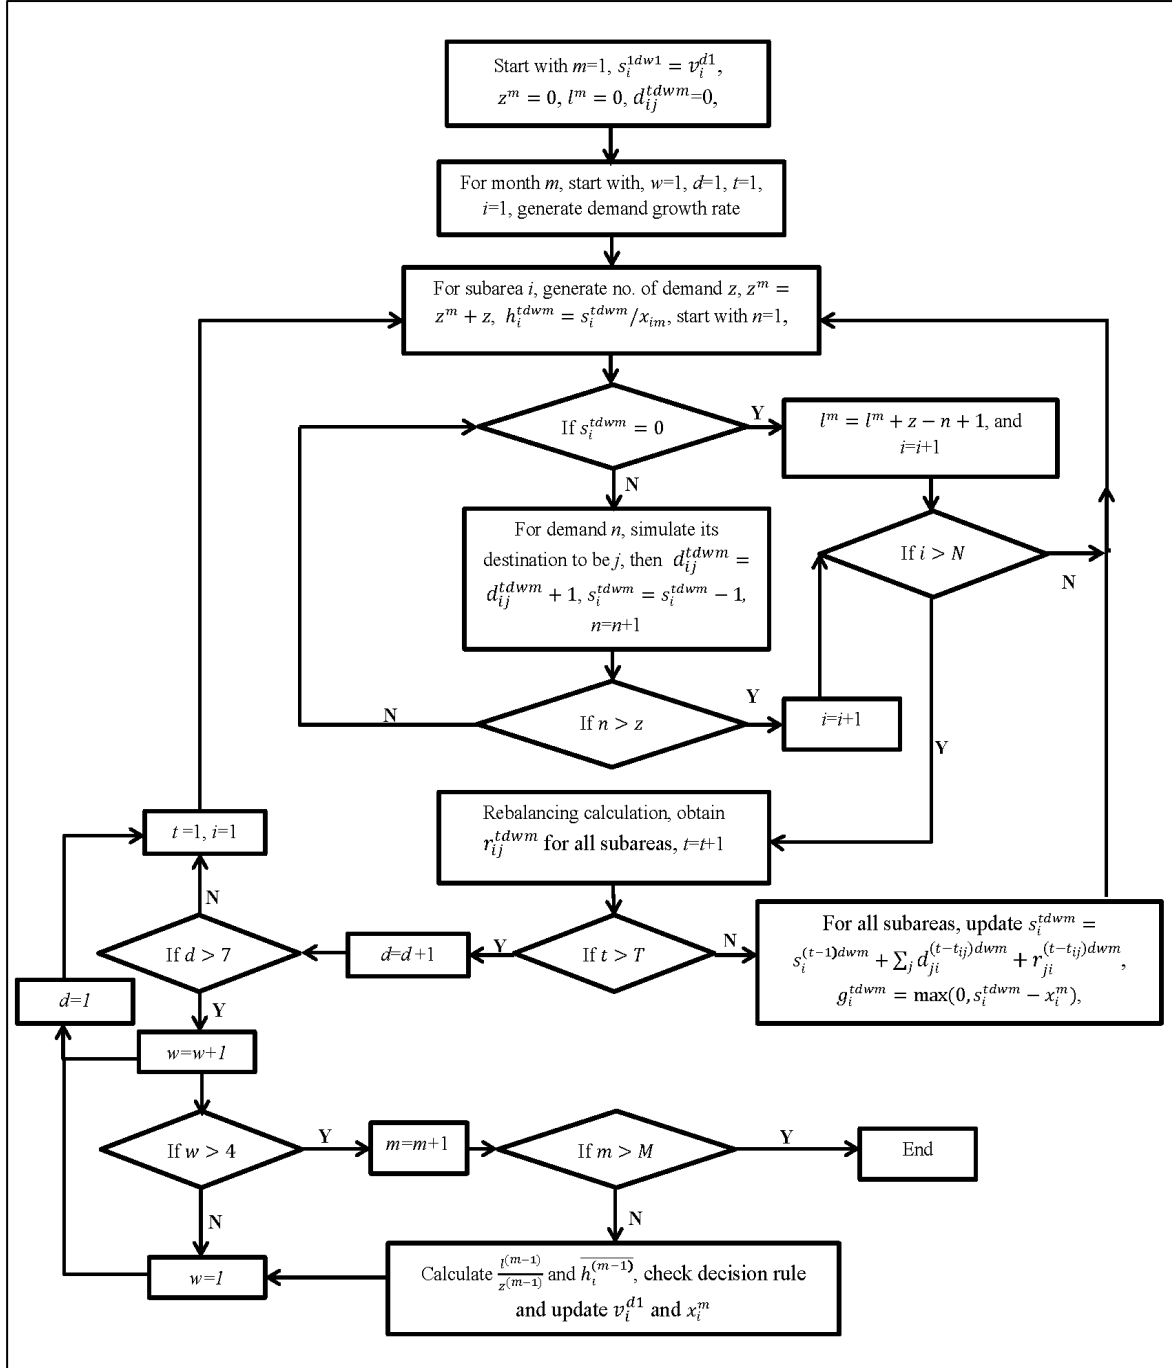 Start with m=1, s_i^{1dw1} = v_i^{d1},
z^m = 0, l^m = 0, d_{ij}^{tdwm}=0,
For month m, start with, w=1, d=1, t=1,
i=1, generate demand growth rate
For subarea i, generate no. of demand z, z^m =
z^m + z, h_i^{tdwm} = s_i^{tdwm}/x_{im}, start with n=1,
If s_i^{tdwm} = 0
Y
l^m = l^m + z − n + 1, and
i=i+1
N
For demand n, simulate its
destination to be j, then d_{ij}^{tdwm} =
d_{ij}^{tdwm} + 1, s_i^{tdwm} = s_i^{tdwm} − 1,
n=n+1
If i > N
N
Y
If n > z
N
Y
i=i+1
Rebalancing calculation, obtain
r_{ij}^{tdwm} for all subareas, t=t+1
t =1, i=1
N
If d > 7
Y
d=d+1
Y
If t > T
N
For all subareas, update s_i^{tdwm} =
s_i^{(t−1)dwm} + ∑_j d_{ji}^{(t−t_{ij})dwm} + r_{ji}^{(t−t_{ij})dwm},
g_i^{tdwm} = max(0, s_i^{tdwm} − x_i^m),
d=1
w=w+1
If w > 4
Y
m=m+1
If m > M
Y
End
N
N
w=1
Calculate \frac{l^{(m−1)}}{z^{(m−1)}} and \overline{h_i^{(m−1)}}, check decision rule
and update v_i^{d1} and x_i^m